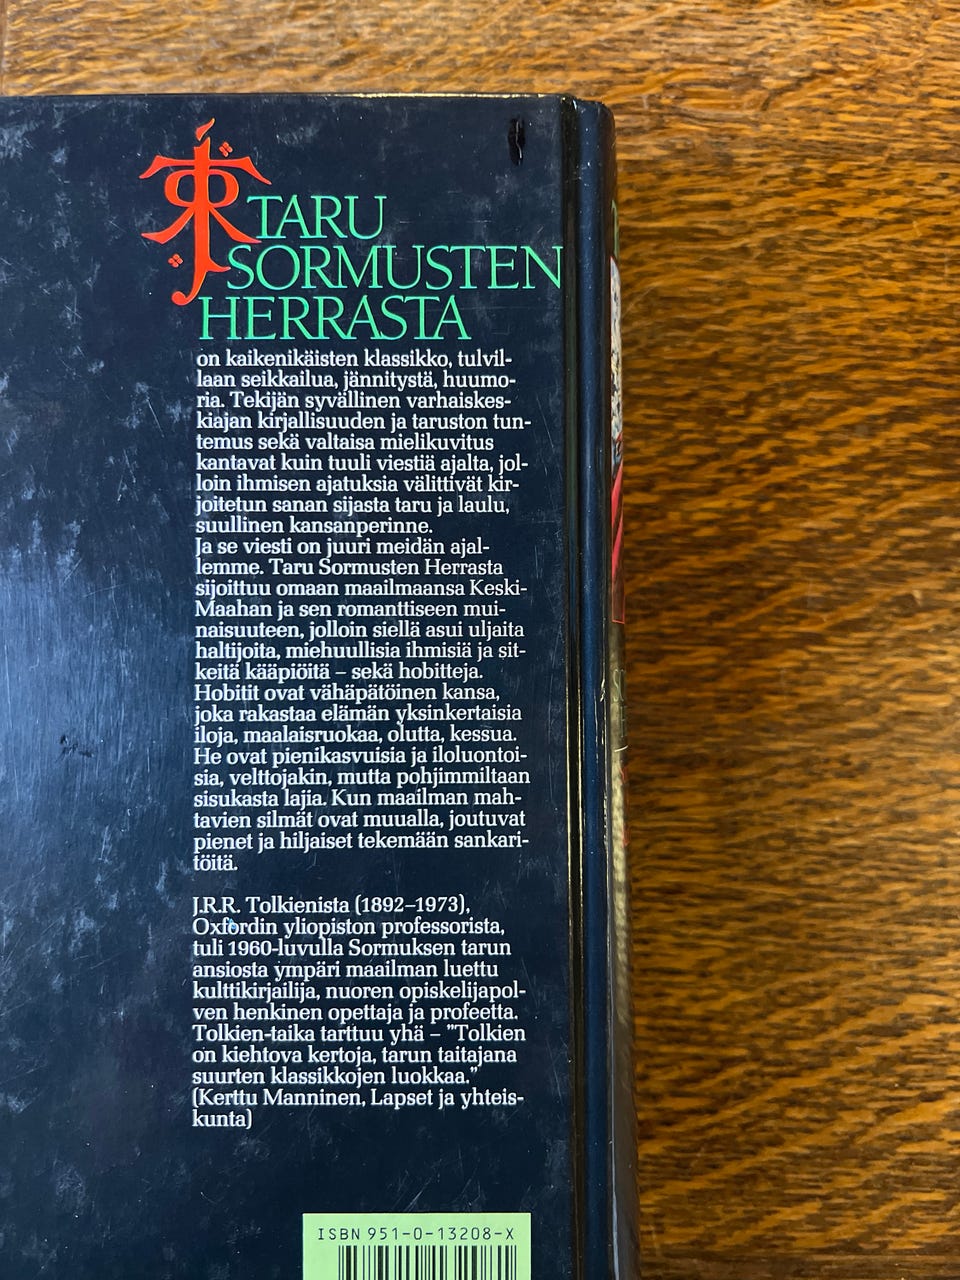 TARU
SORMUSTEN
HERRASTA
on kaikenikäisten klassikko, tulvil-
laan seikkailua, jännitystä, huumo-
ria. Tekijän syvällinen varhaiskes-
kiajan kirjallisuuden ja taruston tun-
temus sekä valtaisa mielikuvitus
kantavat kuin tuuli viestiä ajalta, jol-
loin ihmisen ajatuksia välittivät kir-
joitetun sanan sijasta taru ja laulu,
suullinen kansanperinne.
Ja se viesti on juuri meidän ajal-
lemme. Taru Sormusten Herrasta
sijoittuu omaan maailmaansa Keski-
Maahan ja sen romanttiseen mui-
naisuuteen, jolloin siellä asui uljaita
haltijoita, miehuullisia ihmisiä ja sit-
keitä kääpiöitä – sekä hobitteja.
Hobitit ovat vähäpätöinen kansa,
joka rakastaa elämän yksinkertaisia
iloja, maalaisruokaa, olutta, kessua.
He ovat pienikasvuisia ja iloluontoi-
sia, velttojakin, mutta pohjimmiltaan
sisukasta lajia. Kun maailman mah-
tavien silmät ovat muualla, joutuvat
pienet ja hiljaiset tekemään sankari-
töitä.
J.R.R. Tolkienista (1892–1973),
Oxfordin yliopiston professorista,
tuli 1960-luvulla Sormuksen tarun
ansiosta ympäri maailman luettu
kulttikirjailija, nuoren opiskelijapol-
ven henkinen opettaja ja profeetta.
Tolkien-taika tarttuu yhä – ”Tolkien
on kiehtova kertoja, tarun taitajana
suurten klassikkojen luokkaa.”
(Kerttu Manninen, Lapset ja yhteis-
kunta)
ISBN 951-0-13208-X